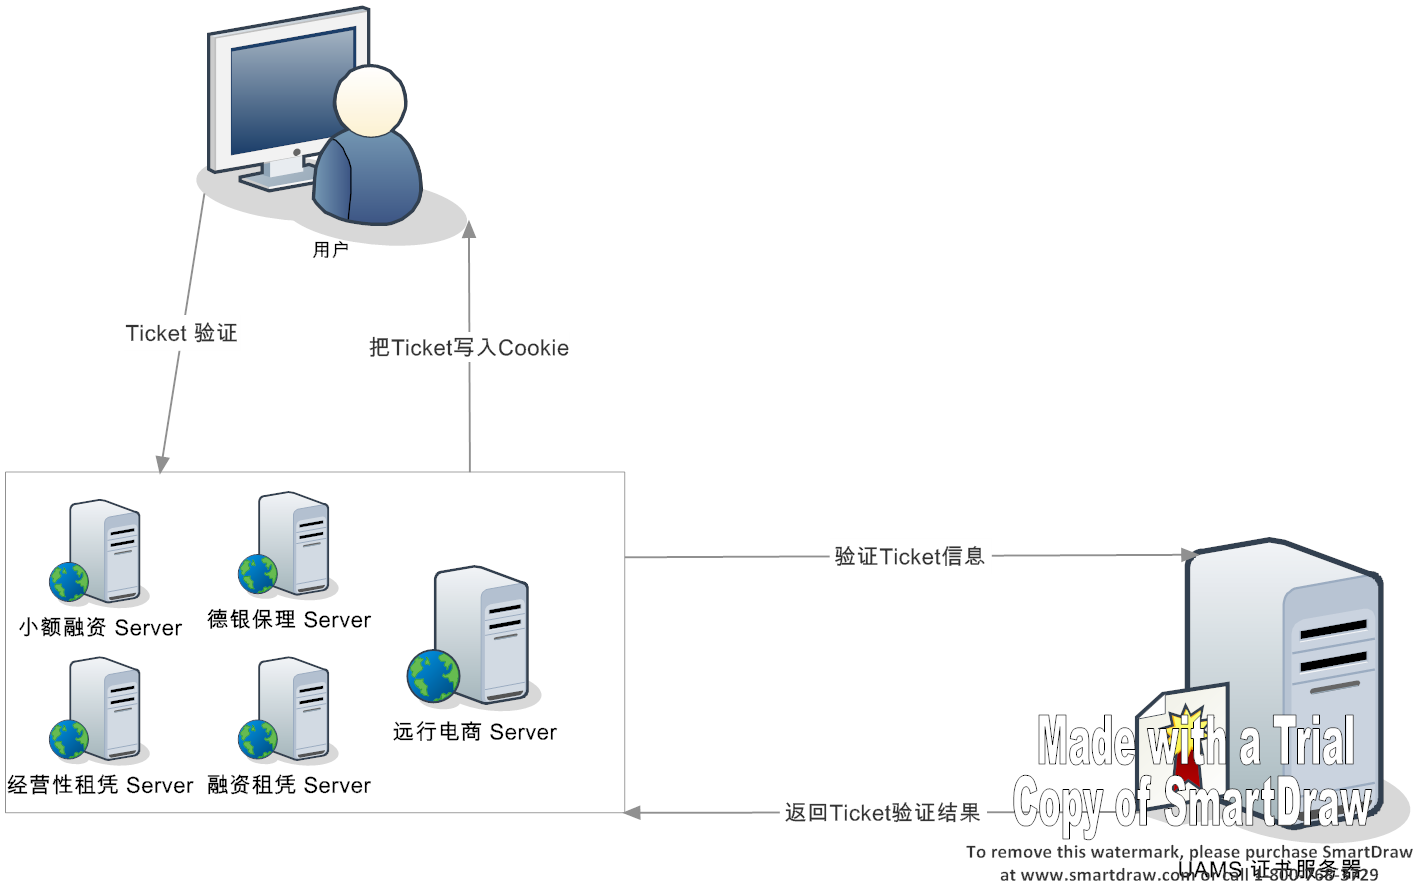 用户
Ticket 验证
把Ticket写入Cookie
小额融资 Server
德银保理 Server
经营性租凭 Server
融资租凭 Server
远行电商 Server
验证Ticket信息
返回Ticket验证结果
Made with a Trial
Copy of SmartDraw
To remove this watermark, please purchase SmartDraw
at www.smartdraw.com or call 1-800-768-3729
UAMS 证书服务器